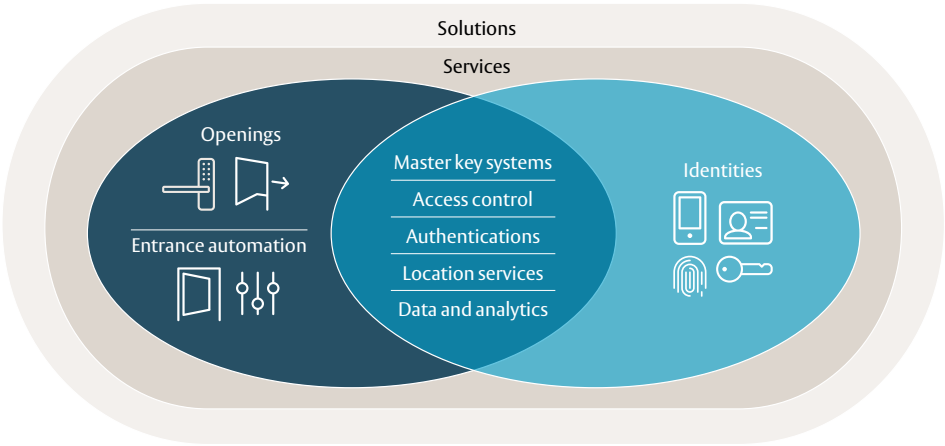 Solutions
Services
Openings
Entrance automation
Master key systems
Access control
Authentications
Location services
Data and analytics
Identities